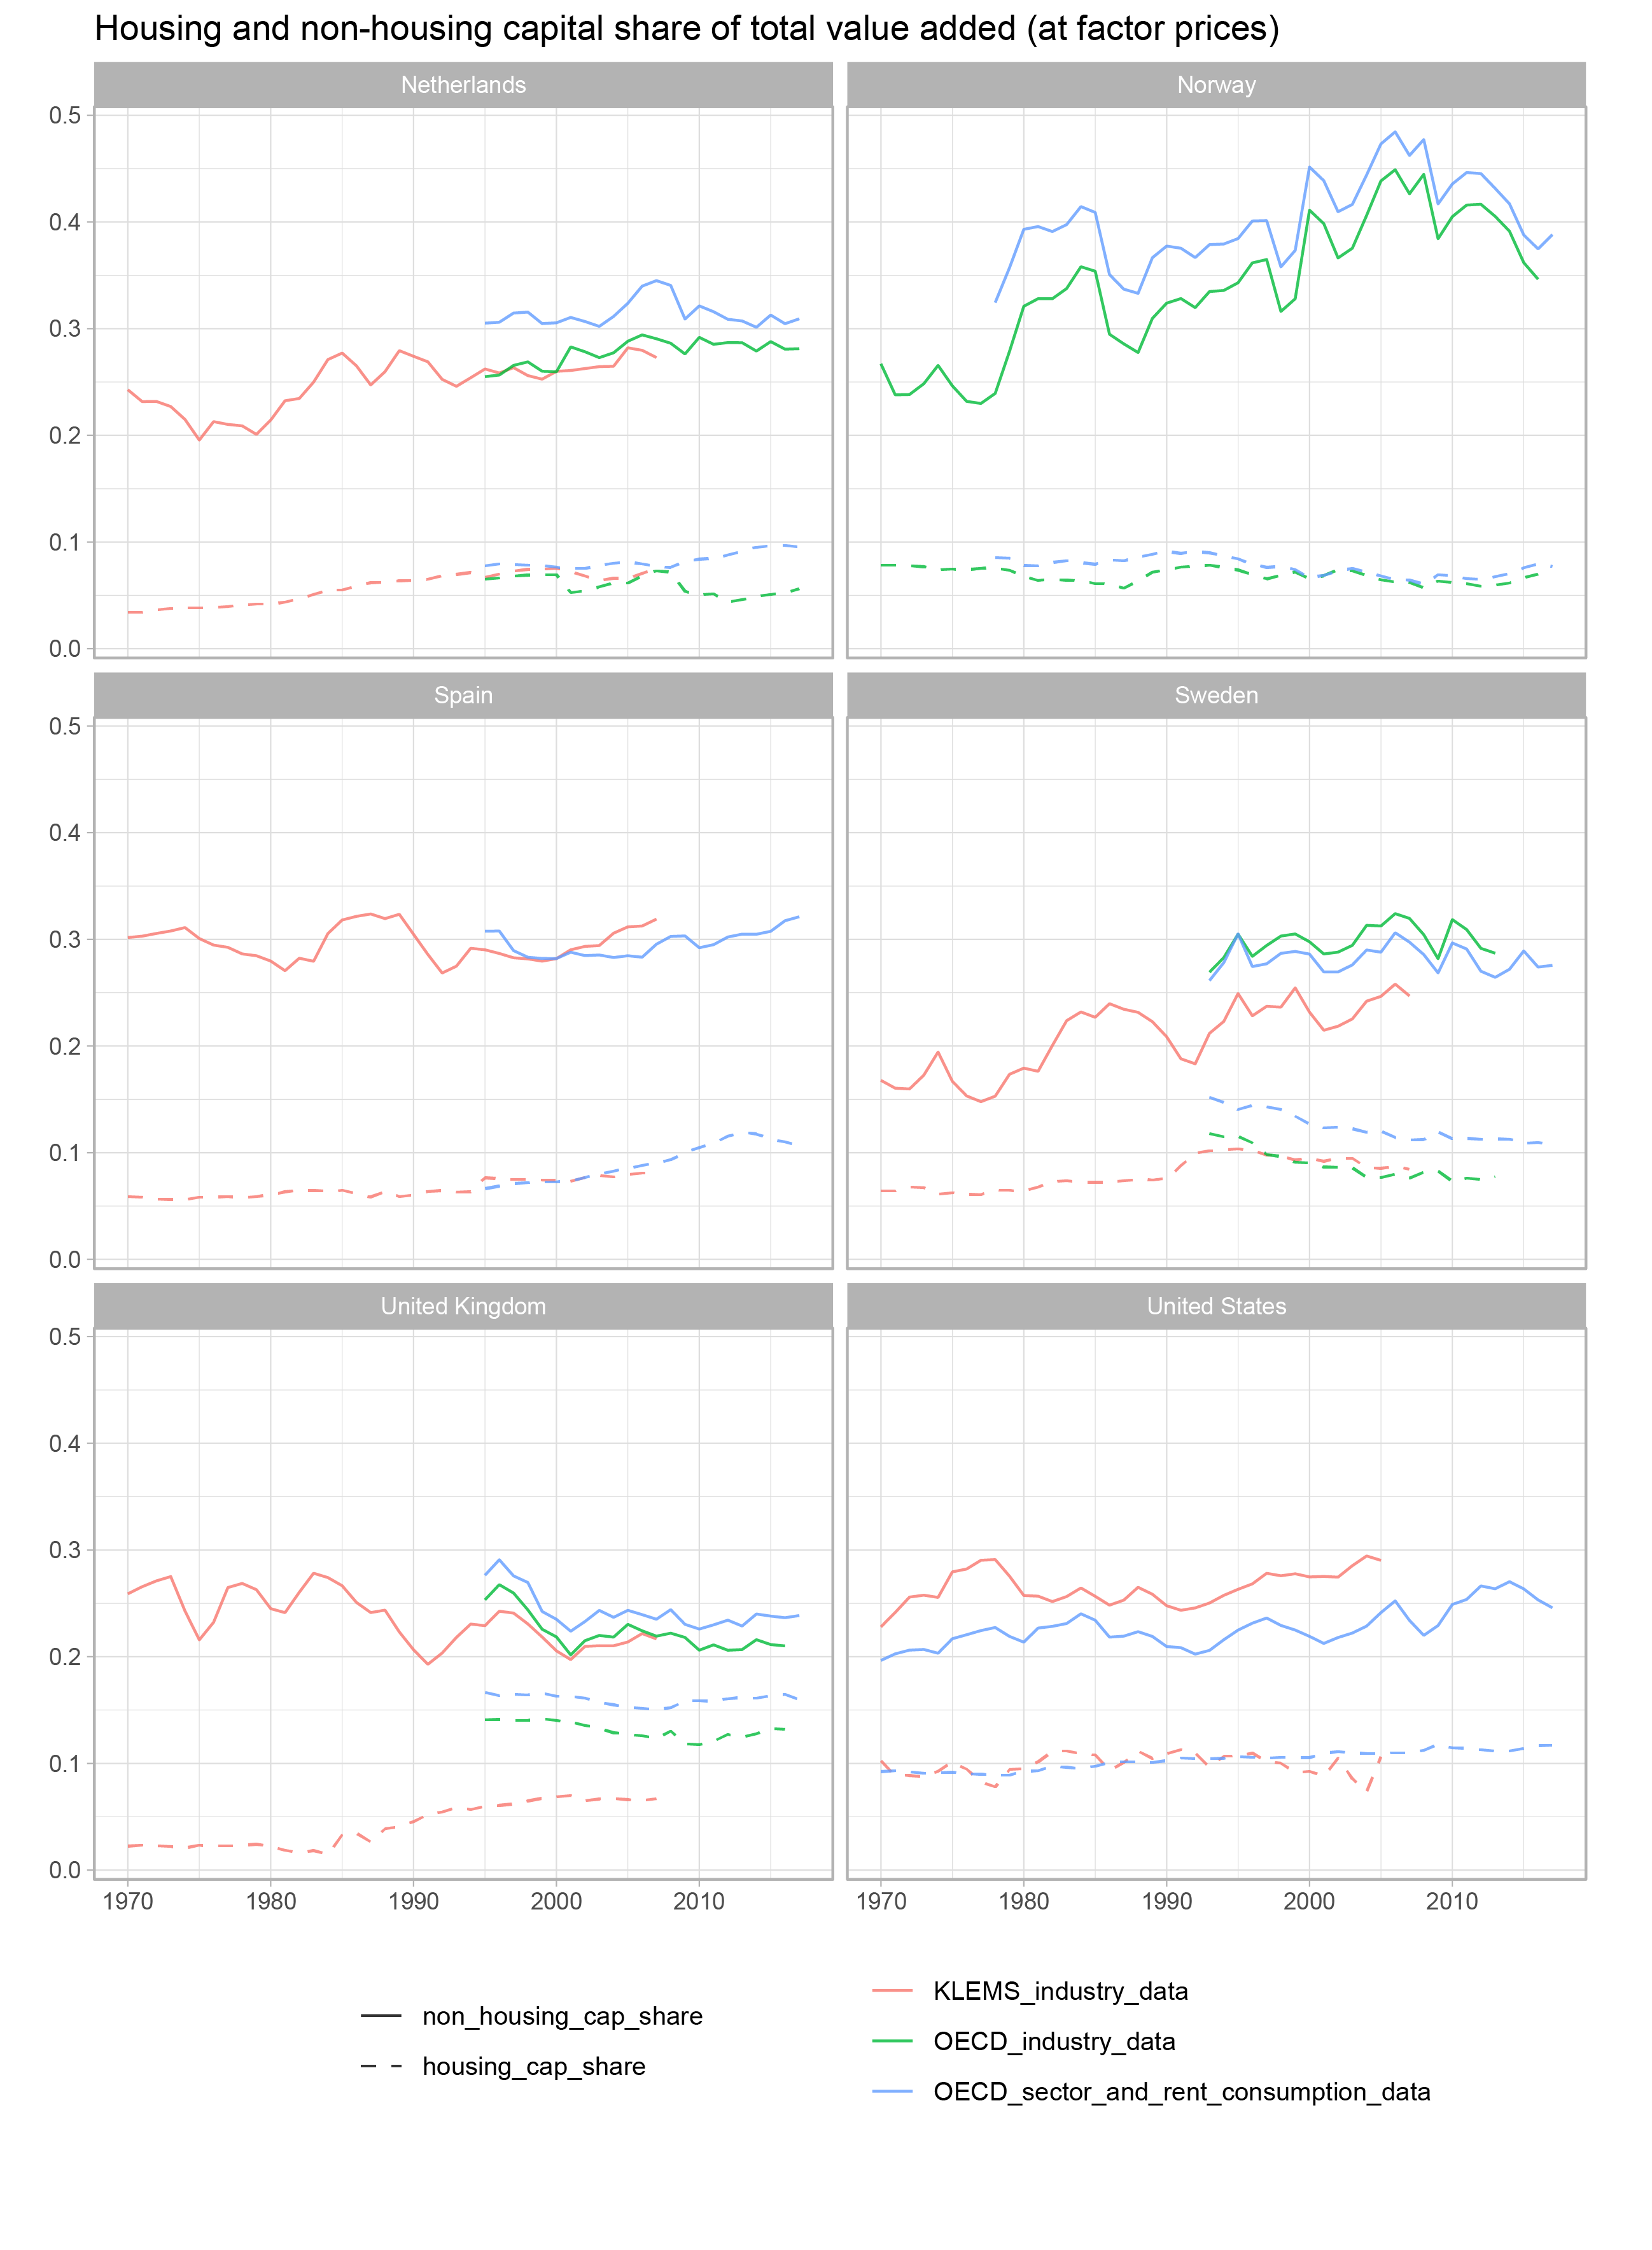 Housing and non-housing capital share of total value added (at factor prices)
Netherlands
Norway
0.5
0.4
0.3
0.2
0.1
0.0
Spain
Sweden
0.5
0.4
0.3
0.2
0.1
0.0
United Kingdom
United States
0.5
0.4
0.3
0.2
0.1
0.0
1970 1980 1990 2000 2010
1970 1980 1990 2000 2010
non_housing_cap_share
housing_cap_share
KLEMS_industry_data
OECD_industry_data
OECD_sector_and_rent_consumption_data